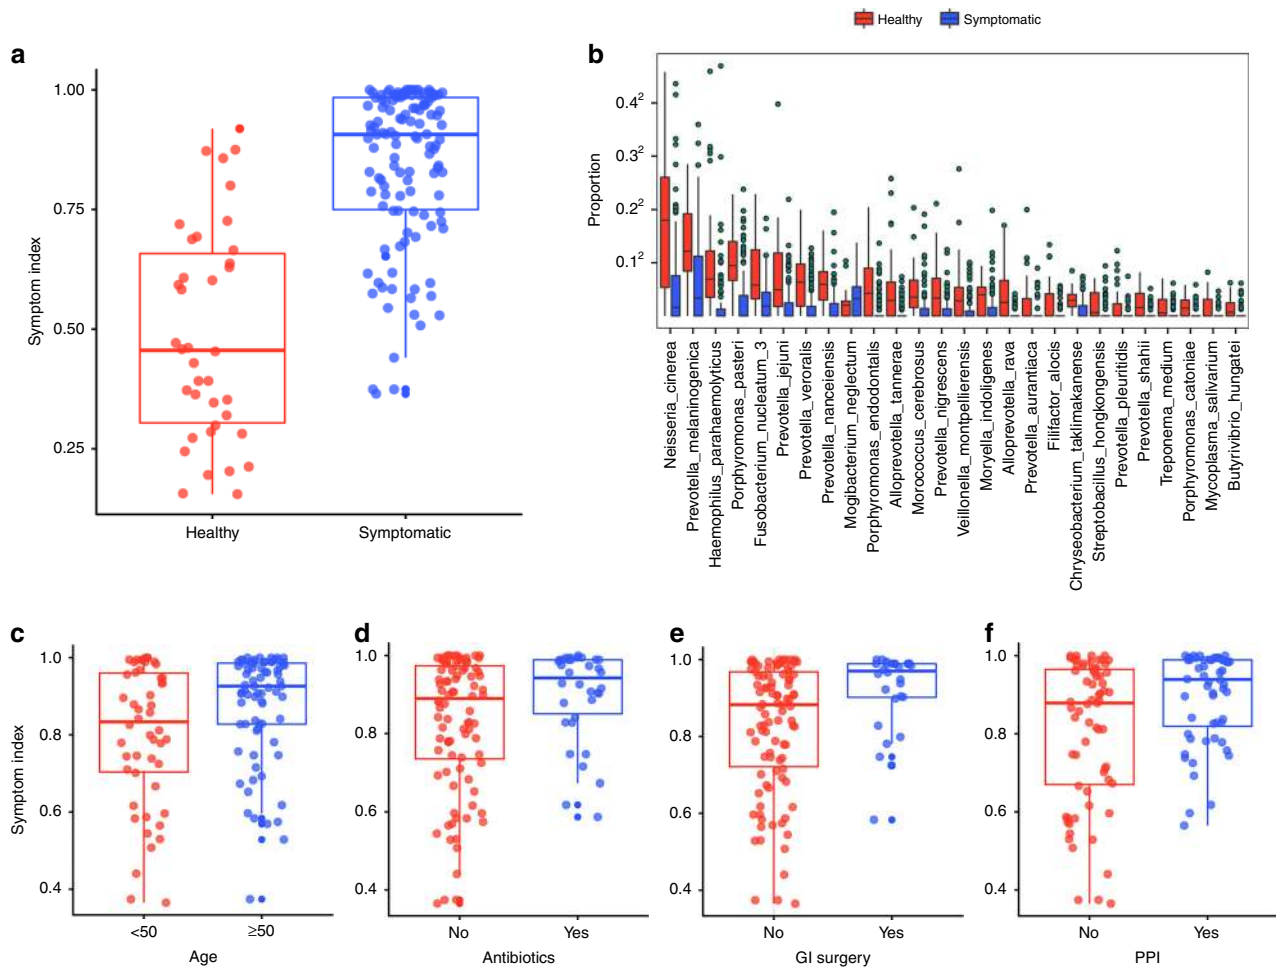 Healthy Symptomatic
a
Symptom index
1.00
0.75
0.50
0.25
Healthy Symptomatic
b
Proportion
0.4²
0.3²
0.2²
0.1²
Neisseria_cinerea
Prevotella_melaninogenica
Haemophilus_parahaemolyticus
Porphyromonas_pasteri
Fusobacterium_nucleatum_3
Prevotella_jejuni
Prevotella_veroralis
Prevotella_nanceiensis
Mogibacterium_neglectum
Porphyromonas_endodontalis
Alloprevotella_tannerae
Morococcus_cerebrosus
Prevotella_nigrescens
Veillonella_montpellierensis
Moryella_indoligenes
Alloprevotella_rava
Prevotella_aurantiaca
Filifactor_alocis
Chryseobacterium_taklimakanense
Streptobacillus_hongkongensis
Prevotella_pleuritidis
Prevotella_shahii
Treponema_medium
Porphyromonas_catoniae
Mycoplasma_salivarium
Butyrivibrio_hungatei
c
Symptom index
1.0
0.8
0.6
0.4
<50 ≥50
Age
d
1.0
0.8
0.6
0.4
No Yes
Antibiotics
e
1.0
0.8
0.6
0.4
No Yes
GI surgery
f
1.0
0.8
0.6
0.4
No Yes
PPI